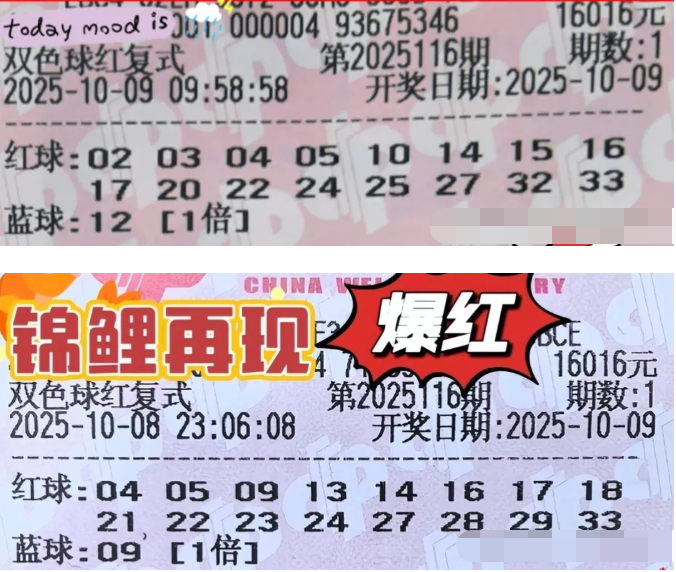 today mood is
001 000004 93675346
16016元
双色球红复式 第2025116期 期数:1
2025-10-09 09:58:58 开奖日期:2025-10-09
红球:02 03 04 05 10 14 15 16
17 20 22 24 25 27 32 33
蓝球:12 [1倍]
CHINA
RY
锦鲤再现
爆红
BCE
16016元
双色球红复式 第2025116期 期数:1
2025-10-08 23:06:08 开奖日期:2025-10-09
红球:04 05 09 13 14 16 17 18
21 22 23 24 27 28 29 33
蓝球:09 [1倍]